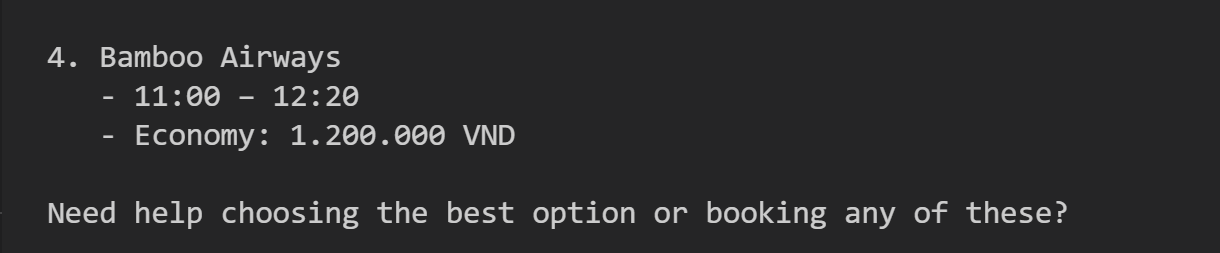 4. Bamboo Airways
- 11:00 – 12:20
- Economy: 1.200.000 VND
Need help choosing the best option or booking any of these?